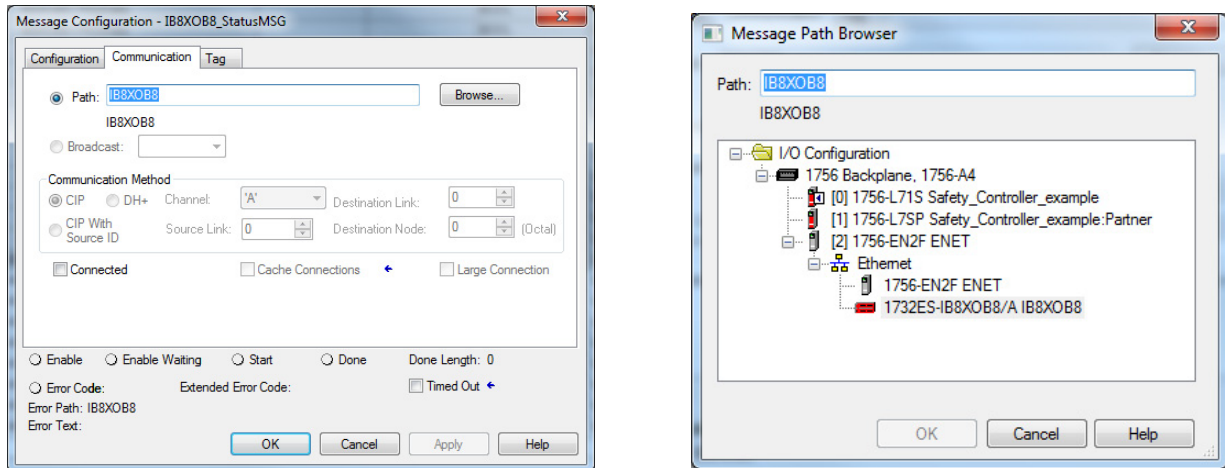 Message Configuration - IB8XOB8_StatusMSG
Configuration Communication Tag
Path: IB8XOB8 Browse...
IB8XOB8
Broadcast:
Communication Method
CIP DH+ Channel: 'A' Destination Link: 0
CIP With Source ID Source Link: 0 Destination Node: 0 (Octal)
Connected Cache Connections Large Connection
Enable Enable Waiting Start Done Done Length: 0
Error Code: Extended Error Code: Timed Out
Error Path: IB8XOB8
Error Text:
OK Cancel Apply Help
Message Path Browser
Path: IB8XOB8
IB8XOB8
I/O Configuration
1756 Backplane, 1756-A4
[0] 1756-L71S Safety_Controller_example
[1] 1756-L7SP Safety_Controller_example:Partner
[2] 1756-EN2F ENET
Ethernet
1756-EN2F ENET
1732ES-IB8XOB8/A IB8XOB8
OK Cancel Help